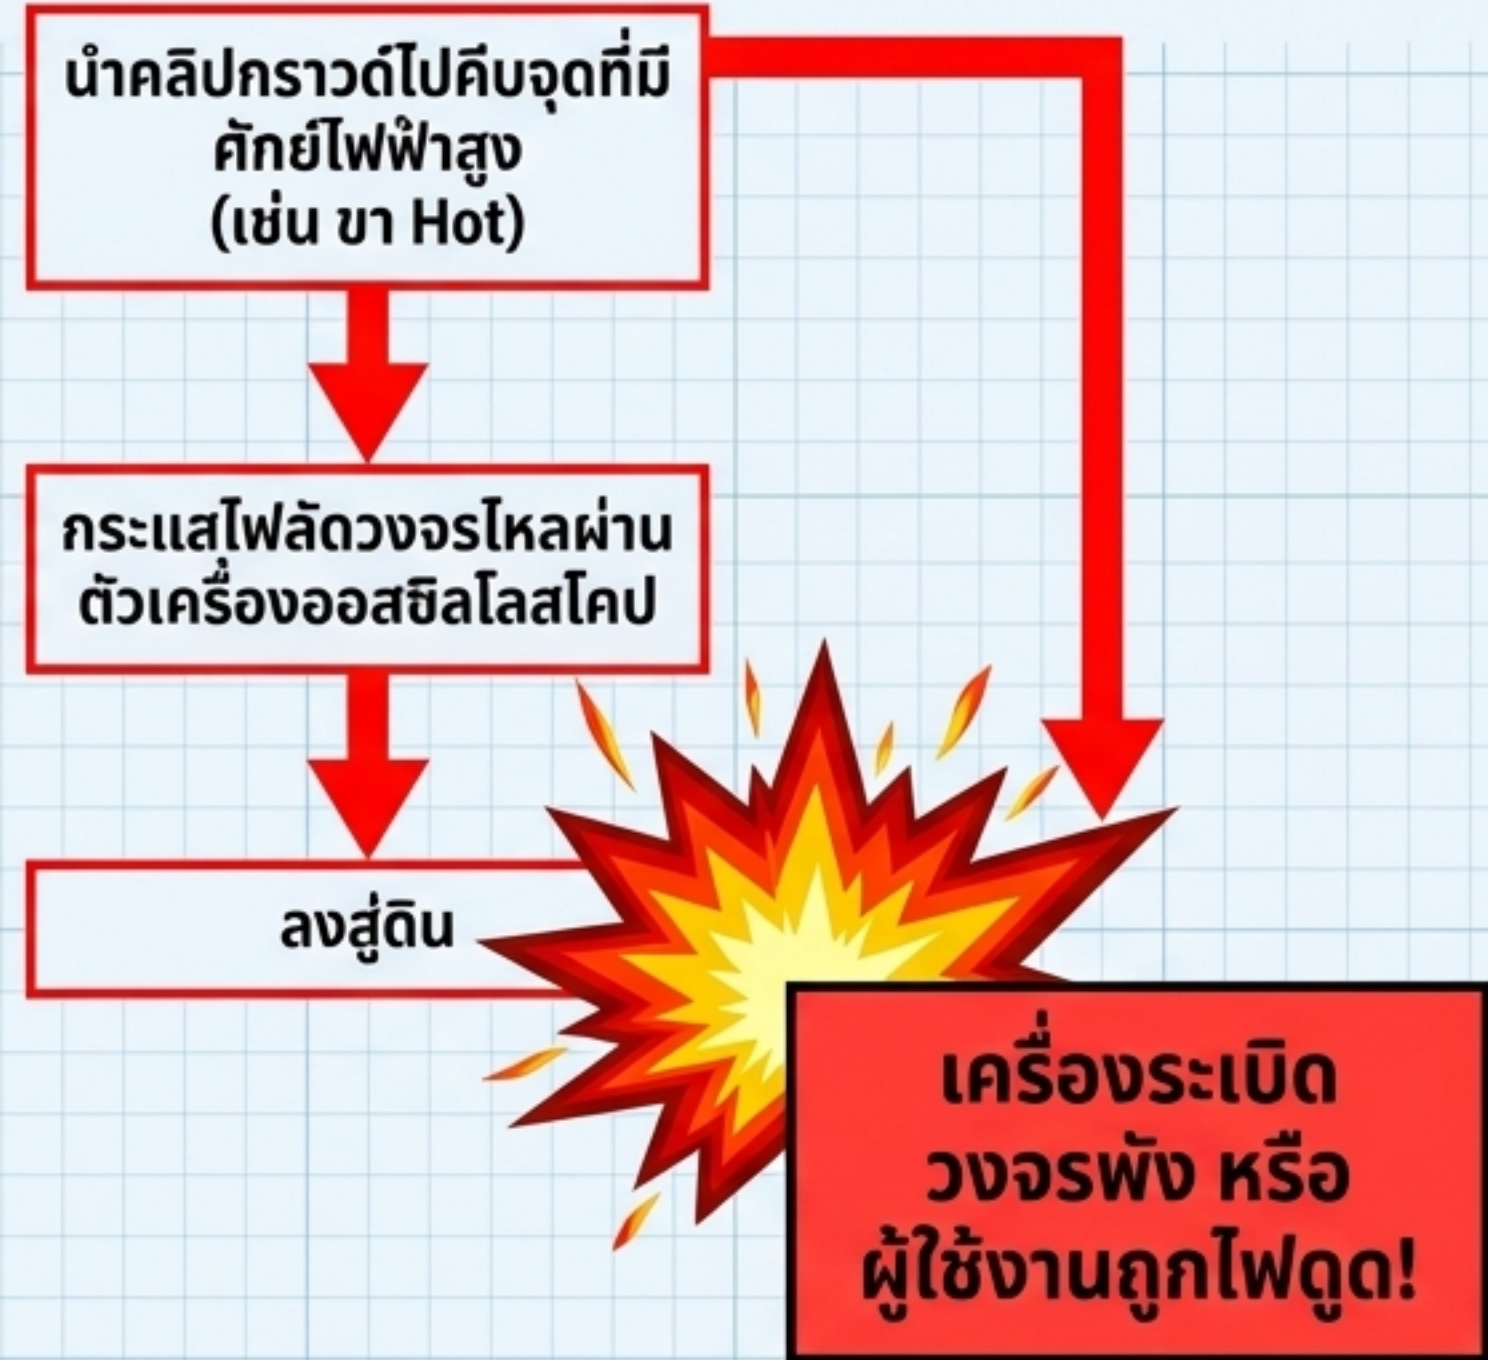 นำคลิปกราวด์ไปคีบจุดที่มี
ศักย์ไฟฟ้าสูง
(เช่น ขา Hot)
กระแสไฟลัดวงจรไหลผ่าน
ตัวเครื่องออสซิลโลสโคป
ลงสู่ดิน
เครื่องระเบิด
วงจรพัง หรือ
ผู้ใช้งานถูกไฟดูด!